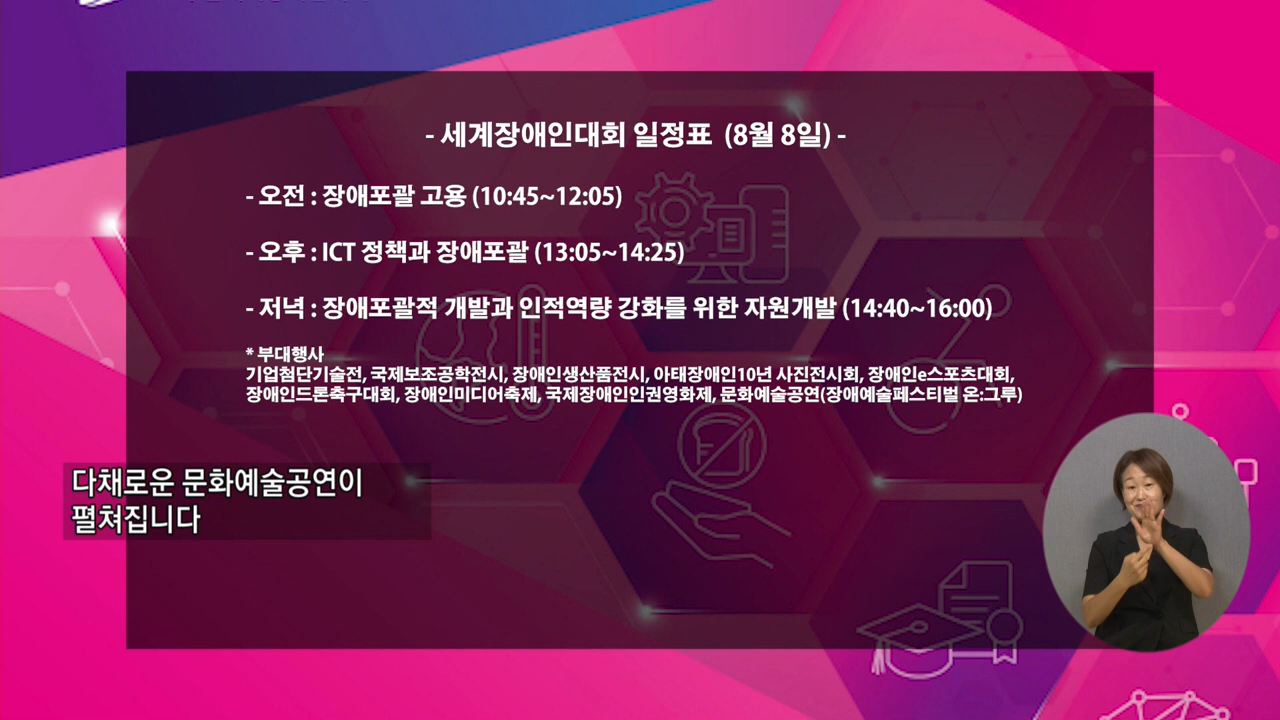 - 세계장애인대회 일정표 (8월 8일) -
- 오전 : 장애포괄 고용 (10:45~12:05)
- 오후 : ICT 정책과 장애포괄 (13:05~14:25)
- 저녁 : 장애포괄적 개발과 인적역량 강화를 위한 자원개발 (14:40~16:00)
* 부대행사
기업첨단기술전, 국제보조공학전시, 장애인생산품전시, 아태장애인10년 사진전시회, 장애인e스포츠대회,
장애인드론축구대회, 장애인미디어축제, 국제장애인인권영화제, 문화예술공연(장애예술페스티벌 온:그루)
다채로운 문화예술공연이
펼쳐집니다